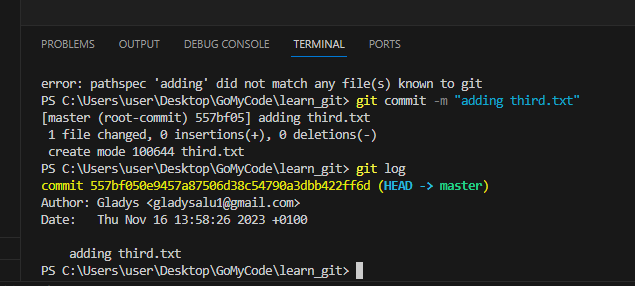 PROBLEMS OUTPUT DEBUG CONSOLE TERMINAL PORTS
error: pathspec 'adding' did not match any file(s) known to git
PS C:\Users\user\Desktop\GoMyCode\learn_git> git commit -m "adding third.txt"
[master (root-commit) 557bf05] adding third.txt
 1 file changed, 0 insertions(+), 0 deletions(-)
 create mode 100644 third.txt
PS C:\Users\user\Desktop\GoMyCode\learn_git> git log
commit 557bf050e9457a87506d38c54790a3dbb422ff6d (HEAD -> master)
Author: Gladys <gladysalu1@gmail.com>
Date:   Thu Nov 16 13:58:26 2023 +0100
    adding third.txt
PS C:\Users\user\Desktop\GoMyCode\learn_git>